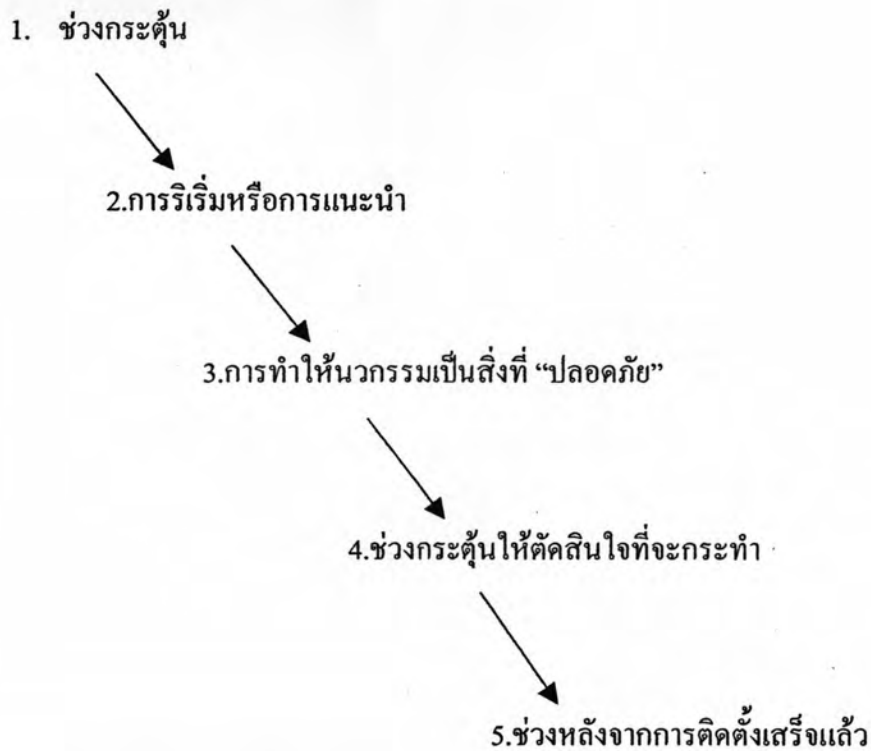 1. ช่วงกระตุ้น
2.การริเริ่มหรือการแนะนำ
3.การทำให้นวกรรมเป็นสิ่งที่ “ปลอดภัย”
4.ช่วงกระตุ้นให้ตัดสินใจที่จะกระทำ
5.ช่วงหลังจากการติดตั้งเสร็จแล้ว